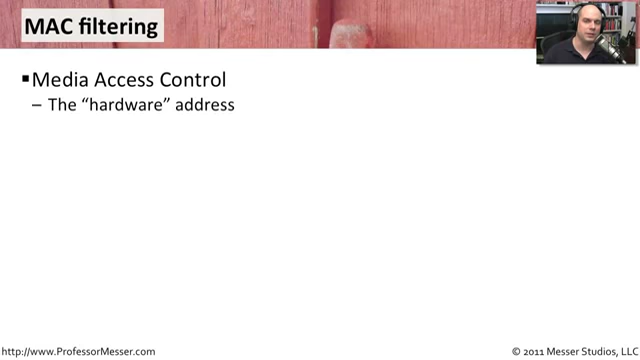 MAC filtering
▪Media Access Control
– The “hardware” address
http://www.ProfessorMesser.com
© 2011 Messer Studios, LLC